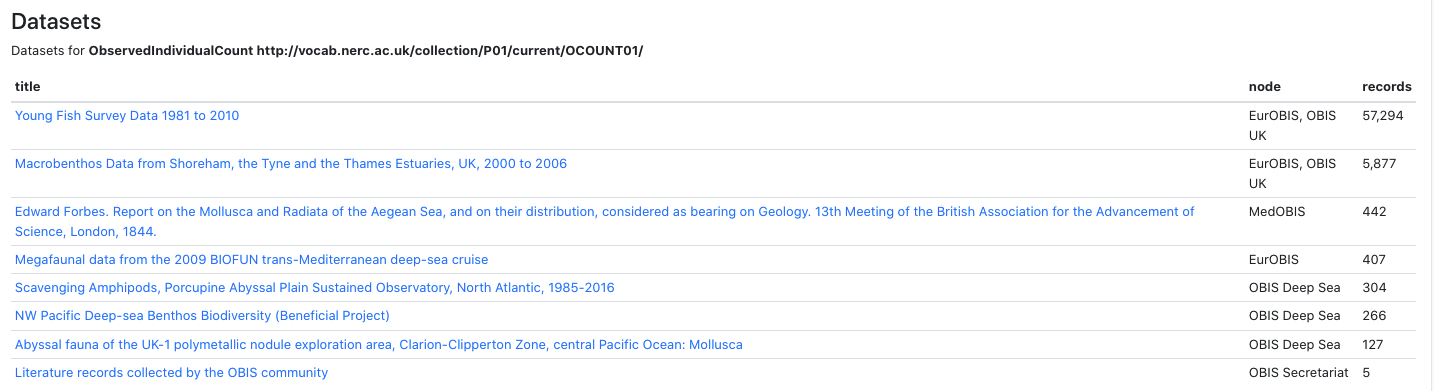 Datasets
Datasets for ObservedIndividualCount http://vocab.nerc.ac.uk/collection/P01/current/OCOUNT01/
title node records
Young Fish Survey Data 1981 to 2010 EurOBIS, OBIS UK 57,294
Macrobenthos Data from Shoreham, the Tyne and the Thames Estuaries, UK, 2000 to 2006 EurOBIS, OBIS UK 5,877
Edward Forbes. Report on the Mollusca and Radiata of the Aegean Sea, and on their distribution, considered as bearing on Geology. 13th Meeting of the British Association for the Advancement of
Science, London, 1844. MedOBIS 442
Megafaunal data from the 2009 BIOFUN trans-Mediterranean deep-sea cruise EurOBIS 407
Scavenging Amphipods, Porcupine Abyssal Plain Sustained Observatory, North Atlantic, 1985-2016 OBIS Deep Sea 304
NW Pacific Deep-sea Benthos Biodiversity (Beneficial Project) OBIS Deep Sea 266
Abyssal fauna of the UK-1 polymetallic nodule exploration area, Clarion-Clipperton Zone, central Pacific Ocean: Mollusca OBIS Deep Sea 127
Literature records collected by the OBIS community OBIS Secretariat 5